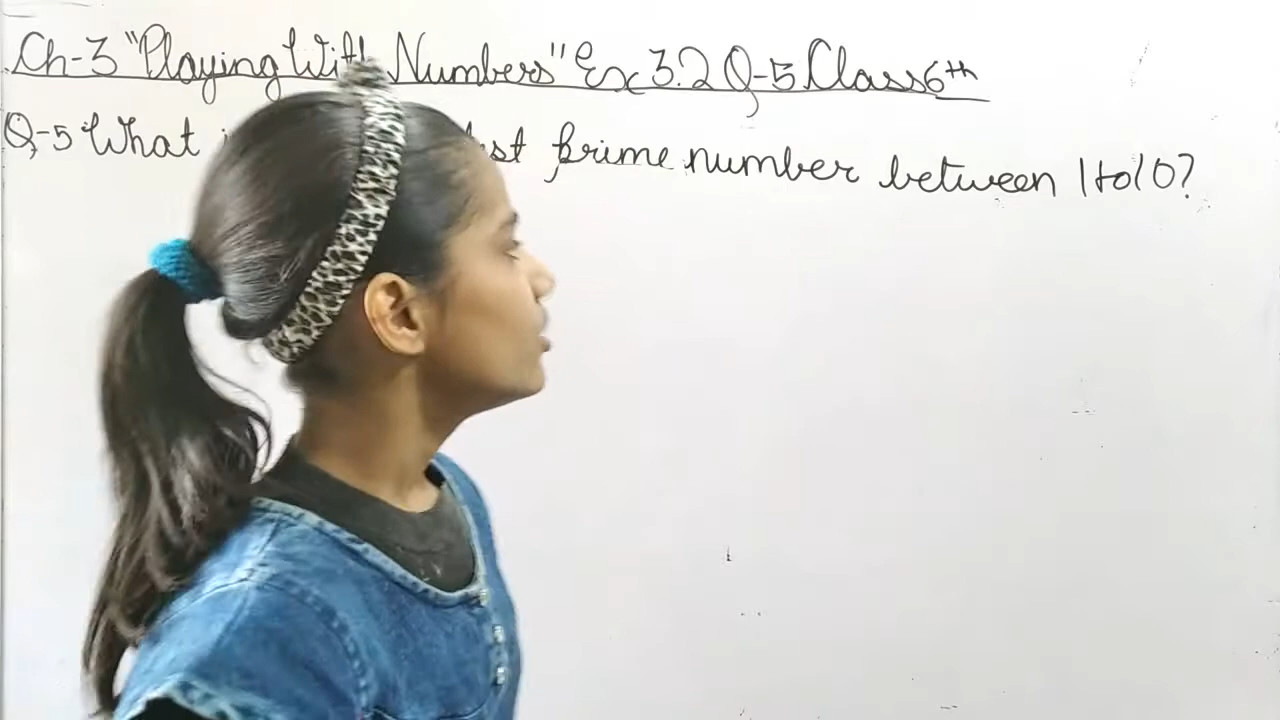 Ch-3 "Playing With Numbers" Ex 3.2 Q-5 Class 6th
Q-5 What prime number between 1 to 10?